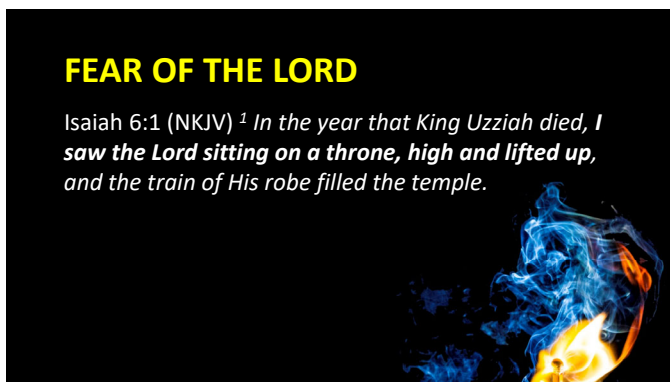 FEAR OF THE LORD
Isaiah 6:1 (NKJV) 1 In the year that King Uzziah died, I
saw the Lord sitting on a throne, high and lifted up,
and the train of His robe filled the temple.